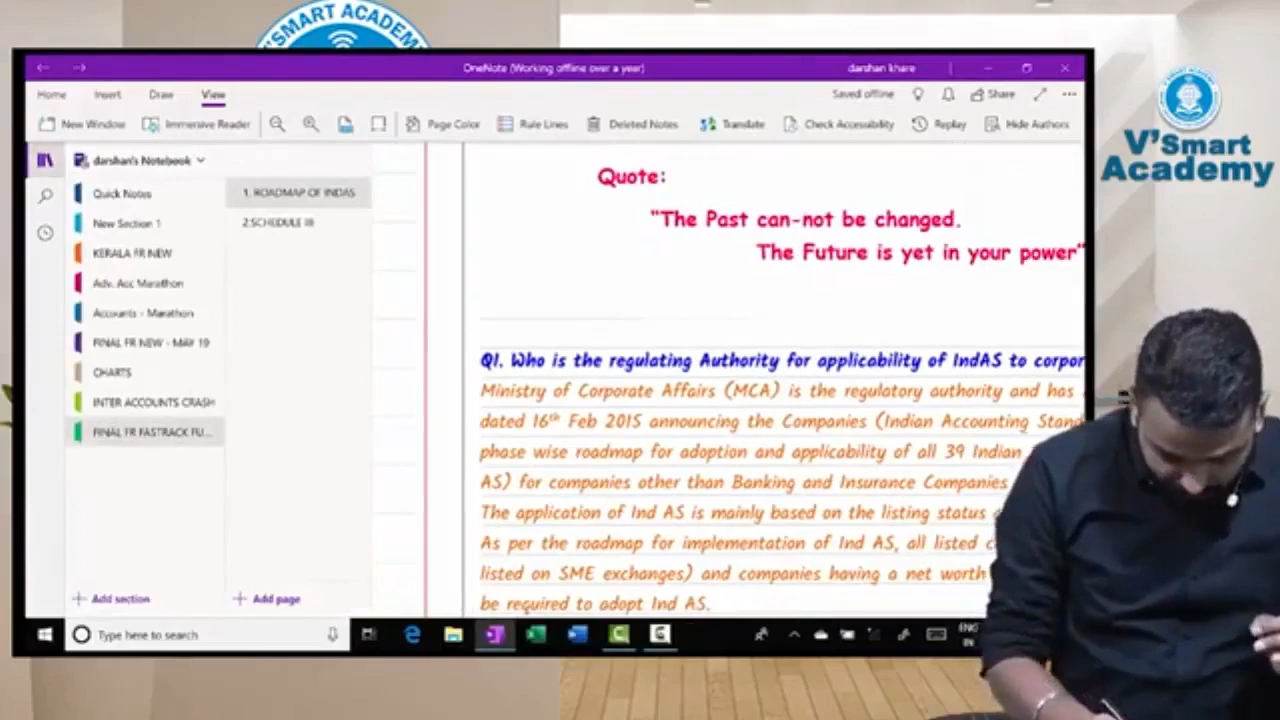 V'SMART ACADEMY
OneNote (Working offline over a year)
darshan khare
Home
Insert
Draw
View
Saved offline
Share
New Window
Immersive Reader
Page Color
Rule Lines
Deleted Notes
Translate
Check Accessibility
Replay
Hide Authors
darshan's Notebook
Quick Notes
New Section 1
KERALA FR NEW
Adv. Acc Marathon
Accounts - Marathon
FINAL FR NEW - MAY 19
CHARTS
INTER ACCOUNTS CRASH
FINAL FR FASTRACK FU...
Add section
1. ROADMAP OF INDAS
2.SCHEDULE III
Add page
Quote:
"The Past can-not be changed.
The Future is yet in your power"
Q1. Who is the regulating Authority for applicability of IndAS to corpor
Ministry of Corporate Affairs (MCA) is the regulatory authority and has
dated 16th Feb 2015 announcing the Companies (Indian Accounting Stand
phase wise roadmap for adoption and applicability of all 39 Indian
AS) for companies other than Banking and Insurance Companies
The application of Ind AS is mainly based on the listing status
As per the roadmap for implementation of Ind AS, all listed
listed on SME exchanges) and companies having a net worth
be required to adopt Ind AS.
Type here to search
ENG
IN
V'Smart
Academy